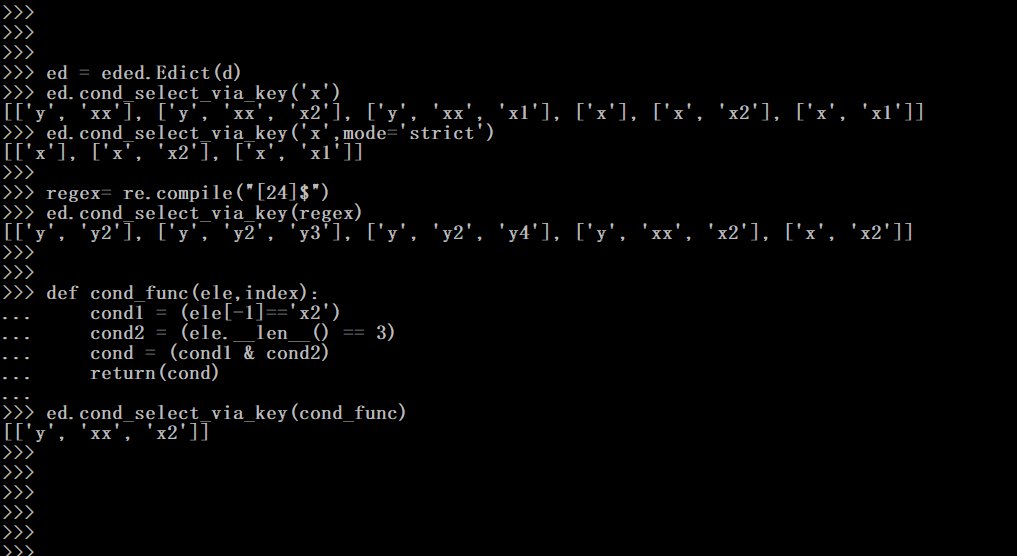 >>>
>>>
>>>
>>> ed = eded.Edict(d)
>>> ed.cond_select_via_key('x')
[['y', 'xx'], ['y', 'xx', 'x2'], ['y', 'xx', 'x1'], ['x'], ['x', 'x2'], ['x', 'x1']]
>>> ed.cond_select_via_key('x',mode='strict')
[['x'], ['x', 'x2'], ['x', 'x1']]
>>>
>>> regex= re.compile("[24]$")
>>> ed.cond_select_via_key(regex)
[['y', 'y2'], ['y', 'y2', 'y3'], ['y', 'y2', 'y4'], ['y', 'xx', 'x2'], ['x', 'x2']]
>>>
>>>
>>> def cond_func(ele,index):
...     cond1 = (ele[-1]=='x2')
...     cond2 = (ele.__len__() == 3)
...     cond = (cond1 & cond2)
...     return(cond)
...
>>> ed.cond_select_via_key(cond_func)
[['y', 'xx', 'x2']]
>>>
>>>
>>>
>>>
>>>
>>>